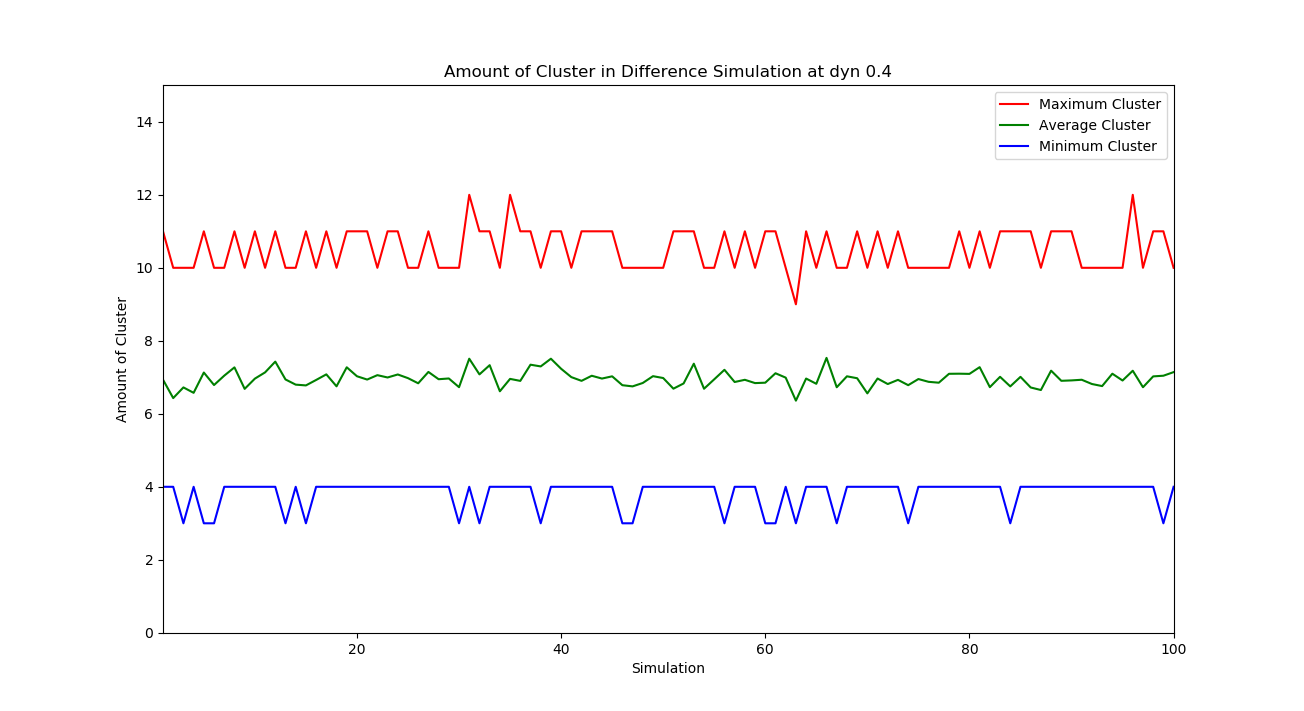 Amount of Cluster in Difference Simulation at dyn 0.4
Maximum Cluster
Average Cluster
Minimum Cluster
Amount of Cluster
14
12
10
8
6
4
2
0
20
40
60
80
100
Simulation